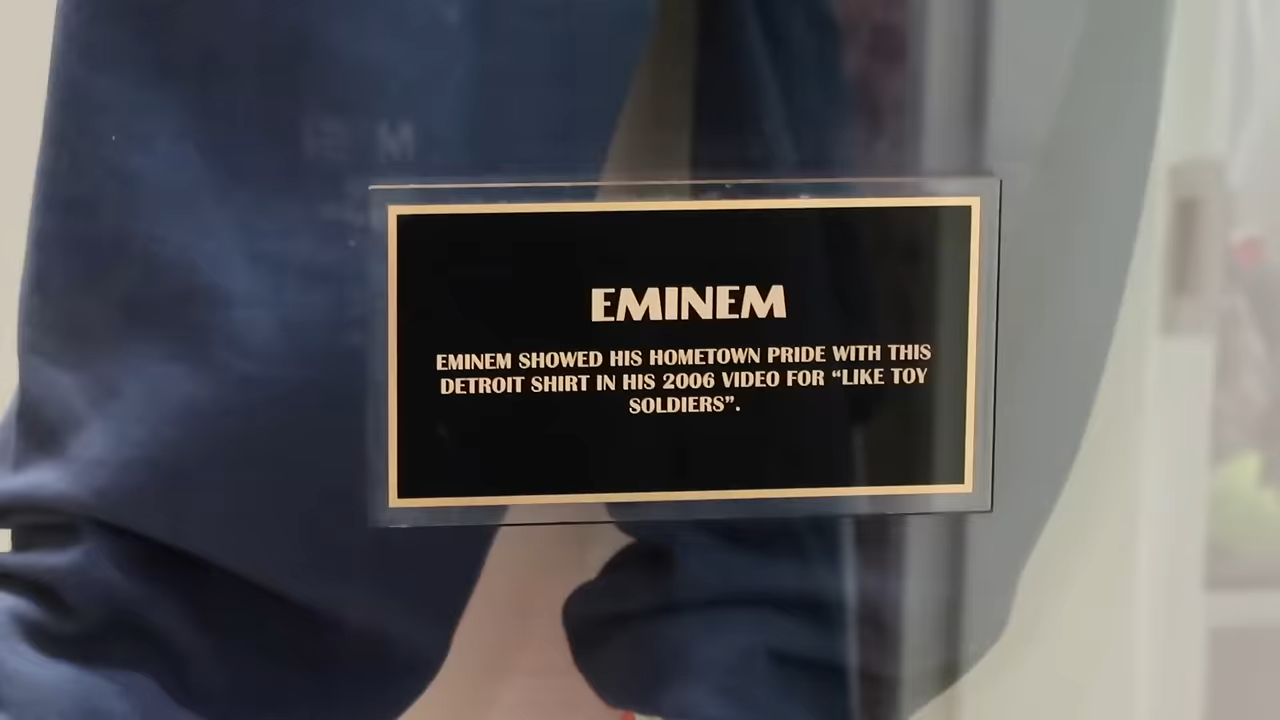 EMINEM
EMINEM SHOWED HIS HOMETOWN PRIDE WITH THIS
DETROIT SHIRT IN HIS 2006 VIDEO FOR “LIKE TOY
SOLDIERS”.